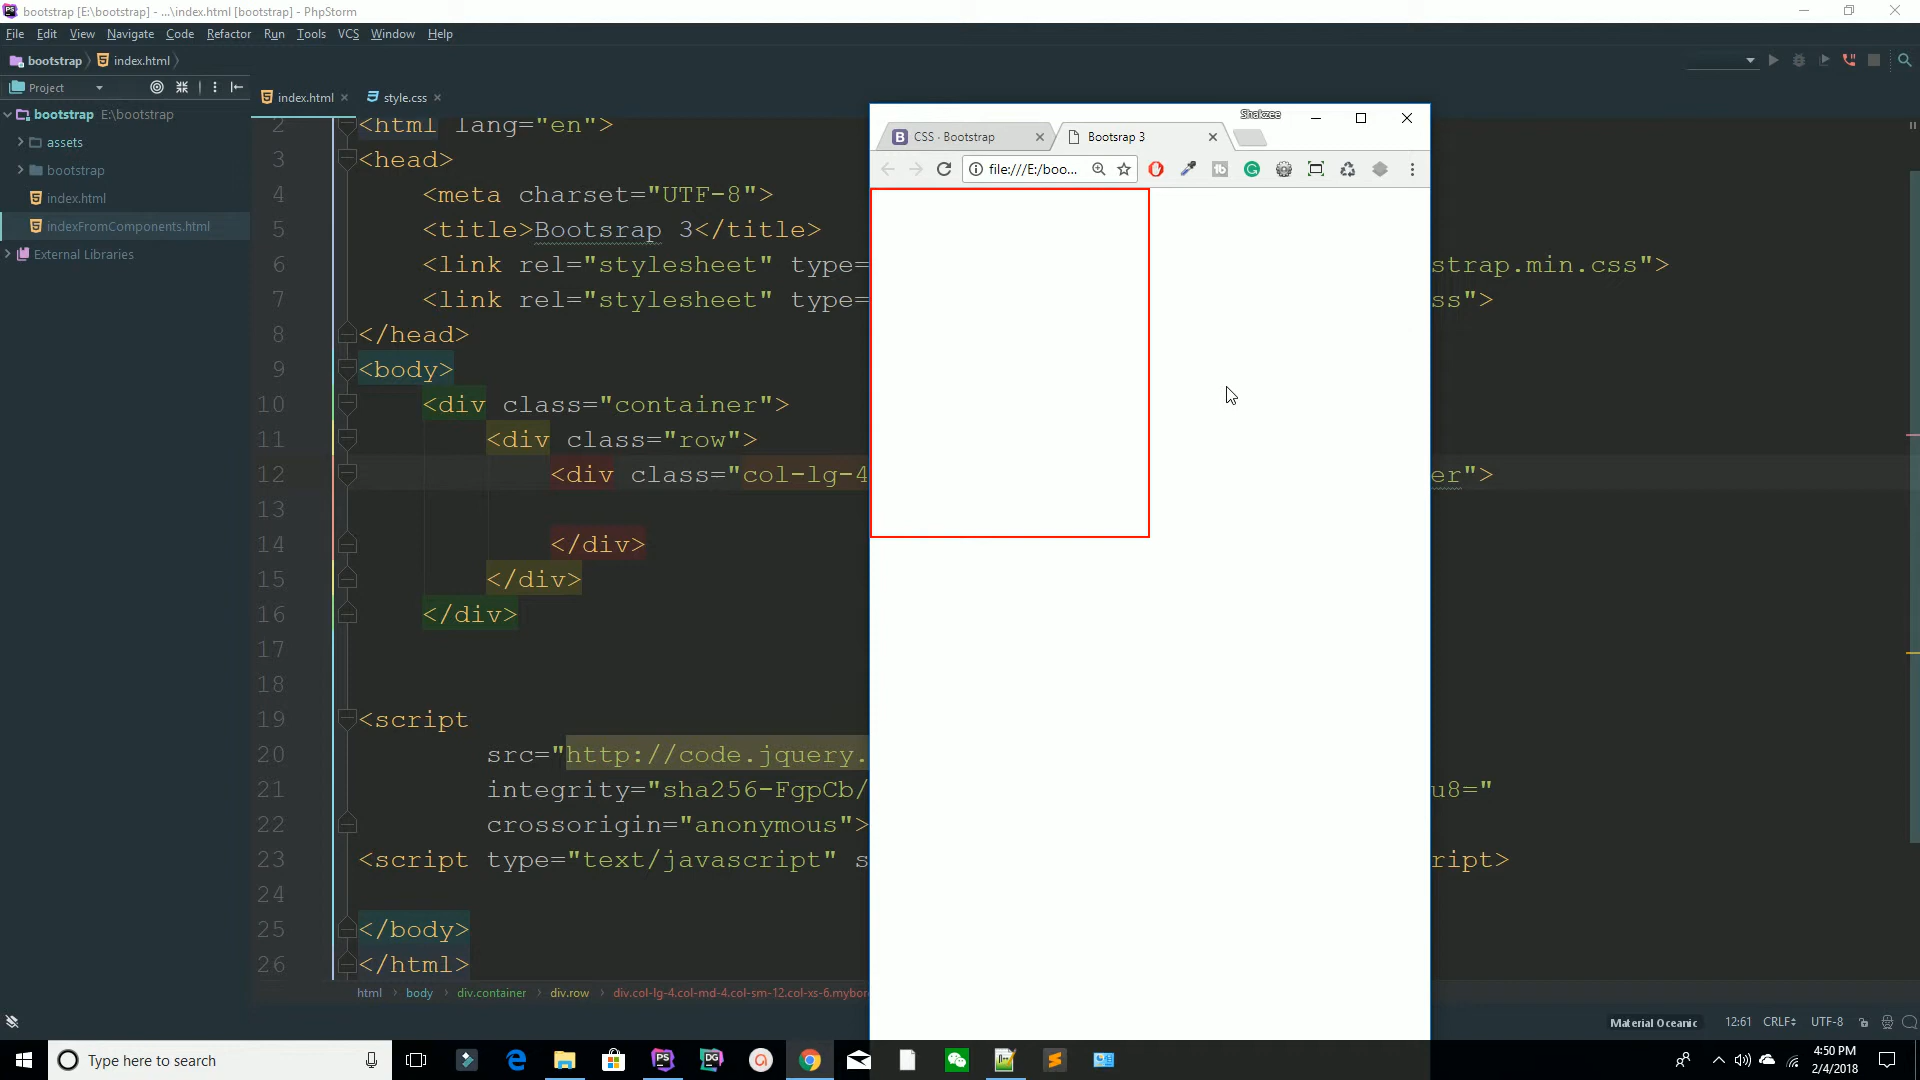 bootstrap [E:\bootstrap] - ...\index.html [bootstrap] - PhpStorm
File Edit View Navigate Code Refactor Run Tools VCS Window Help
bootstrap index.html
Project
index.html style.css
bootstrap E:\bootstrap
assets
bootstrap
index.html
indexFromComponents.html
External Libraries
Shakzee
CSS · Bootstrap
Bootsrap 3
file:///E:/boo...
2 <html lang="en">
3 <head>
4 <meta charset="UTF-8">
5 <title>Bootsrap 3</title>
6 <link rel="stylesheet" type= strap.min.css">
7 <link rel="stylesheet" type= ss">
8 </head>
9 <body>
10 <div class="container">
11 <div class="row">
12 <div class="col-lg-4 er">
13
14 </div>
15 </div>
16 </div>
17
18
19 <script
20 src="http://code.jquery.
21 integrity="sha256-FgpCb/ u8="
22 crossorigin="anonymous">
23 <script type="text/javascript" s ript>
24
25 </body>
26 </html>
html body div.container div.row div.col-lg-4.col-md-4.col-sm-12.col-xs-6.mybor
Material Oceanic 12:61 CRLF UTF-8
Type here to search
PS DG
4:50 PM
2/4/2018